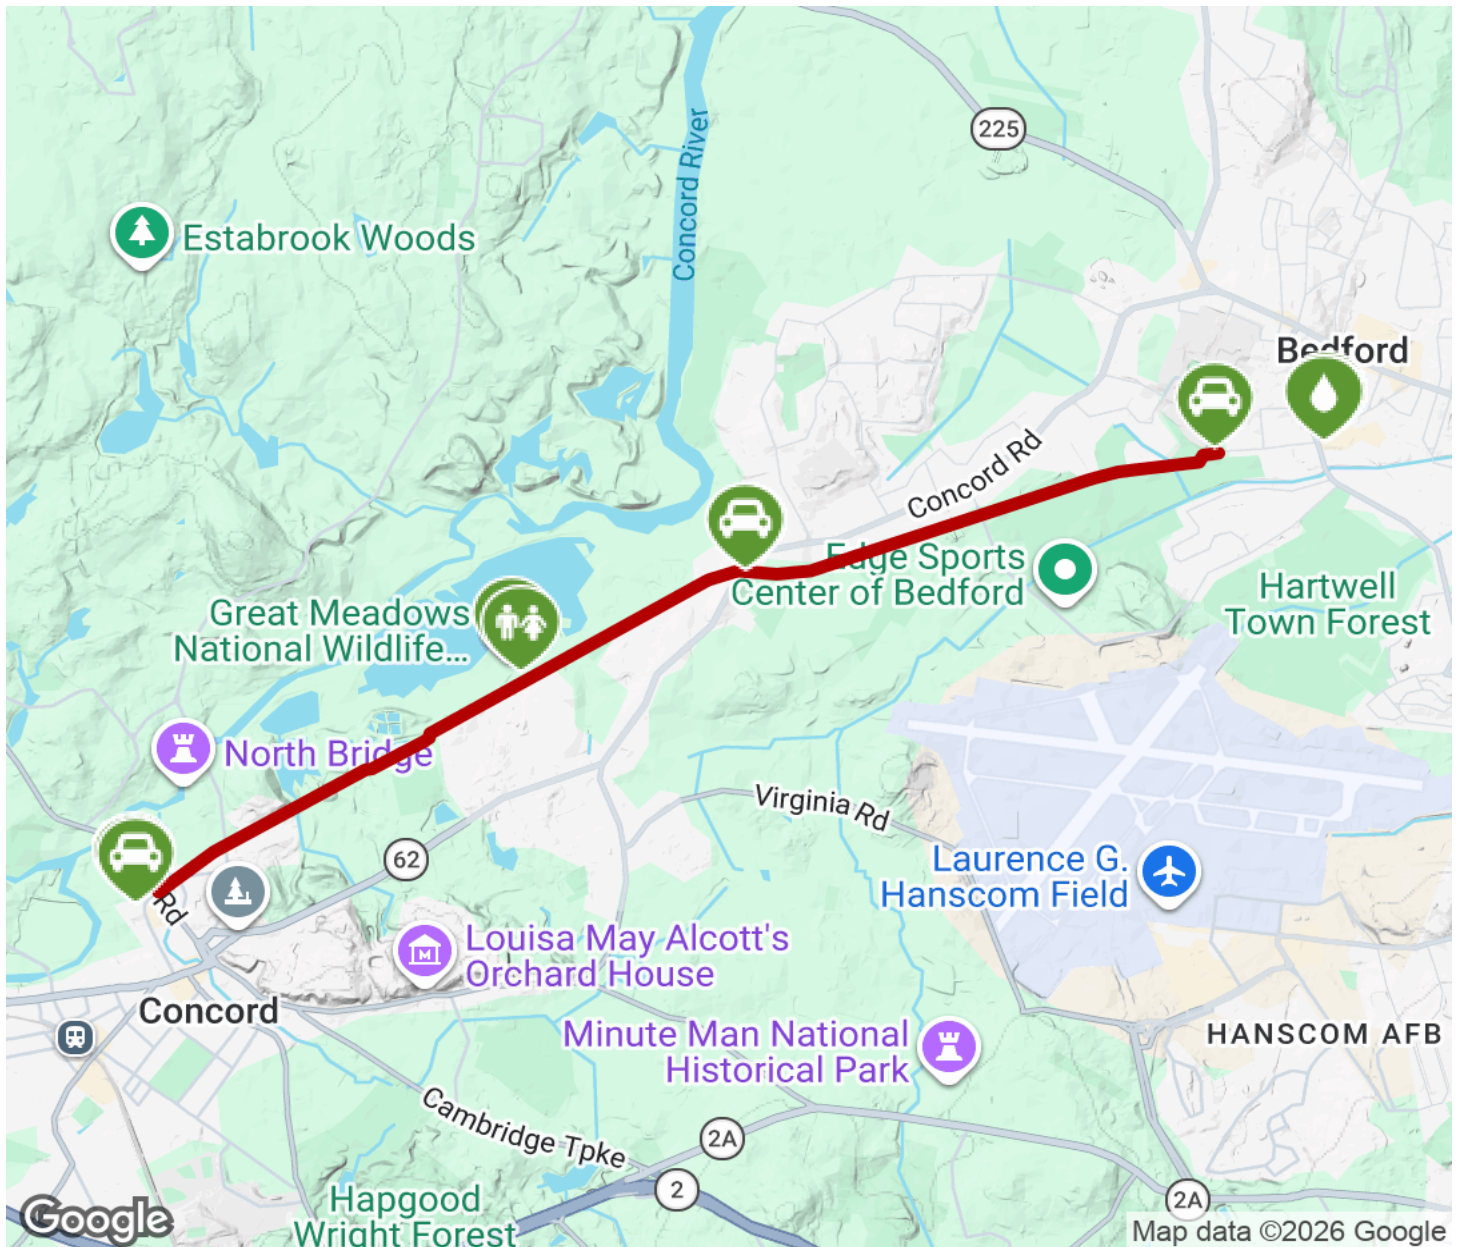 225
Concord River
Estabrook Woods
Bedford
Concord Rd
Edge Sports
Center of Bedford
Hartwell
Town Forest
Great Meadows
National Wildlife...
North Bridge
Virginia Rd
62
Laurence G.
Hanscom Field
Rd
Louisa May Alcott's
Orchard House
M
Concord
Minute Man National
Historical Park
HANSCOM AFB
Cambridge Tpke
2A
2
2A
Hapgood
Wright Forest
Google
Map data ©2026 Google